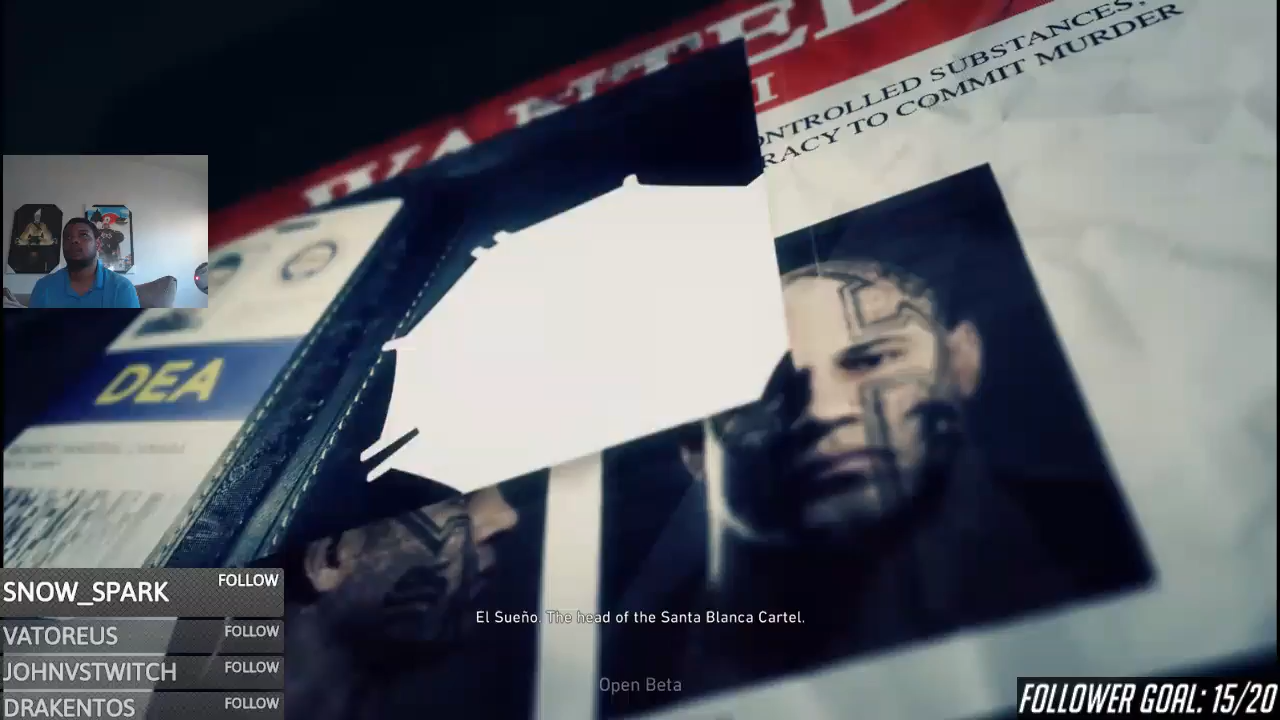 WANTED
CONTROLLED SUBSTANCES,
RACY TO COMMIT MURDER
DEA
El Sueño. The head of the Santa Blanca Cartel.
Open Beta
SNOW_SPARK FOLLOW
VATOREUS FOLLOW
JOHNVSTWITCH FOLLOW
DRAKENTOS FOLLOW
FOLLOWER GOAL: 15/20